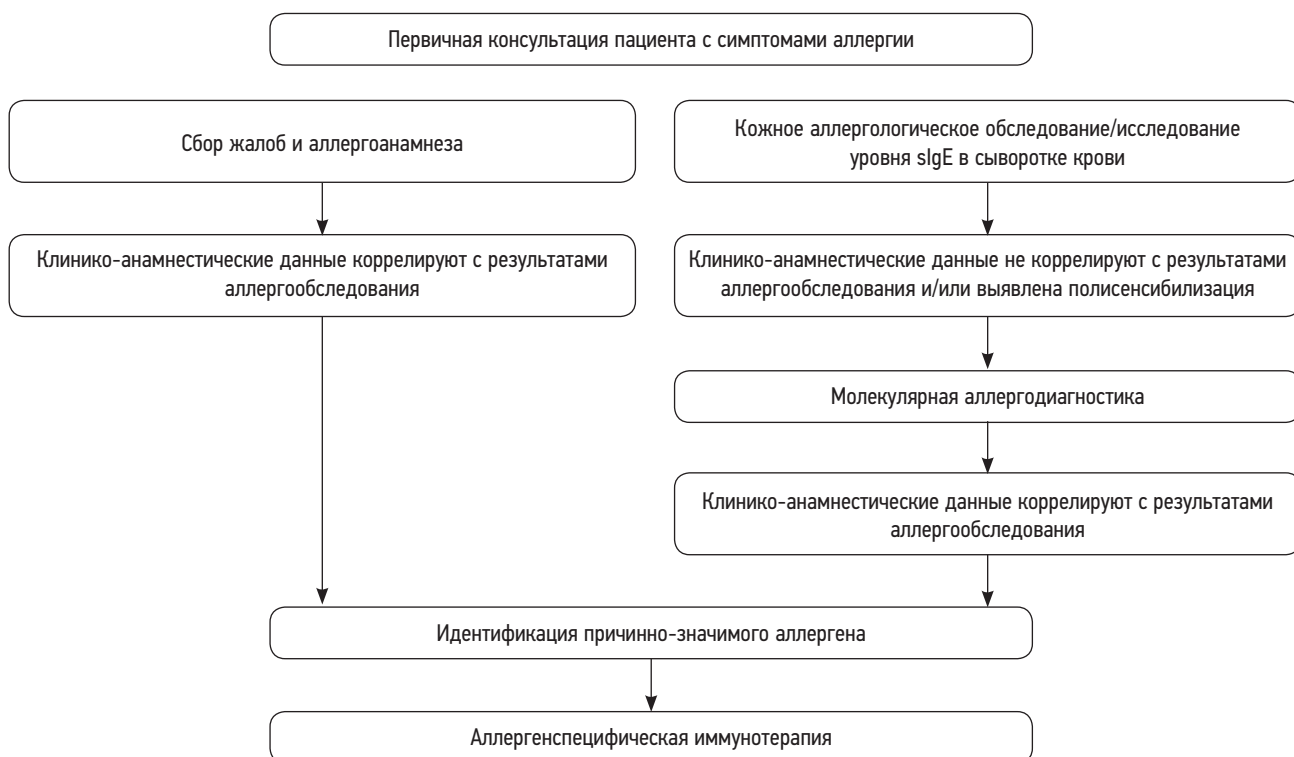 Первичная консультация пациента с симптомами аллергии
Сбор жалоб и аллергоанамнеза
Кожное аллергологическое обследование/исследование
уровня sIgE в сыворотке крови
Клинико-анамнестические данные коррелируют с результатами
аллергообследования
Клинико-анамнестические данные не коррелируют с результатами
аллергообследования и/или выявлена полисенсибилизация
Молекулярная аллергодиагностика
Клинико-анамнестические данные коррелируют с результатами
аллергообследования
Идентификация причинно-значимого аллергена
Аллергенспецифическая иммунотерапия